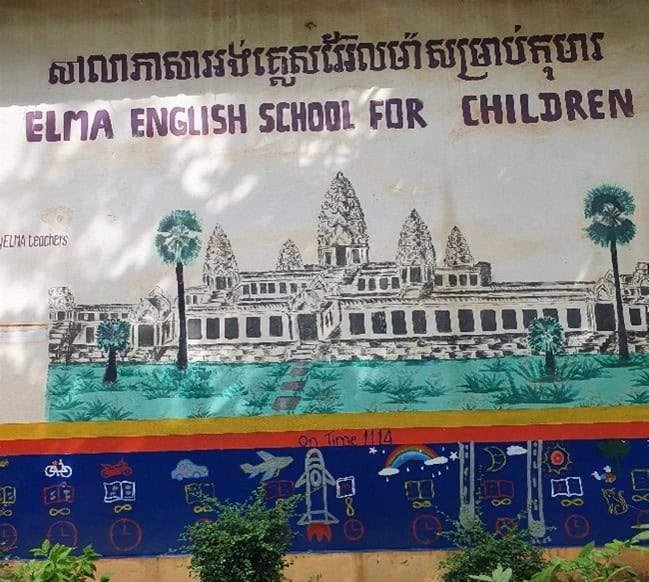 សាលាភាសាអង់គ្លេសអ៊ែលម៉ាសម្រាប់កុមារ
ELMA ENGLISH SCHOOL FOR CHILDREN
ELMA teachers
On Time 1114